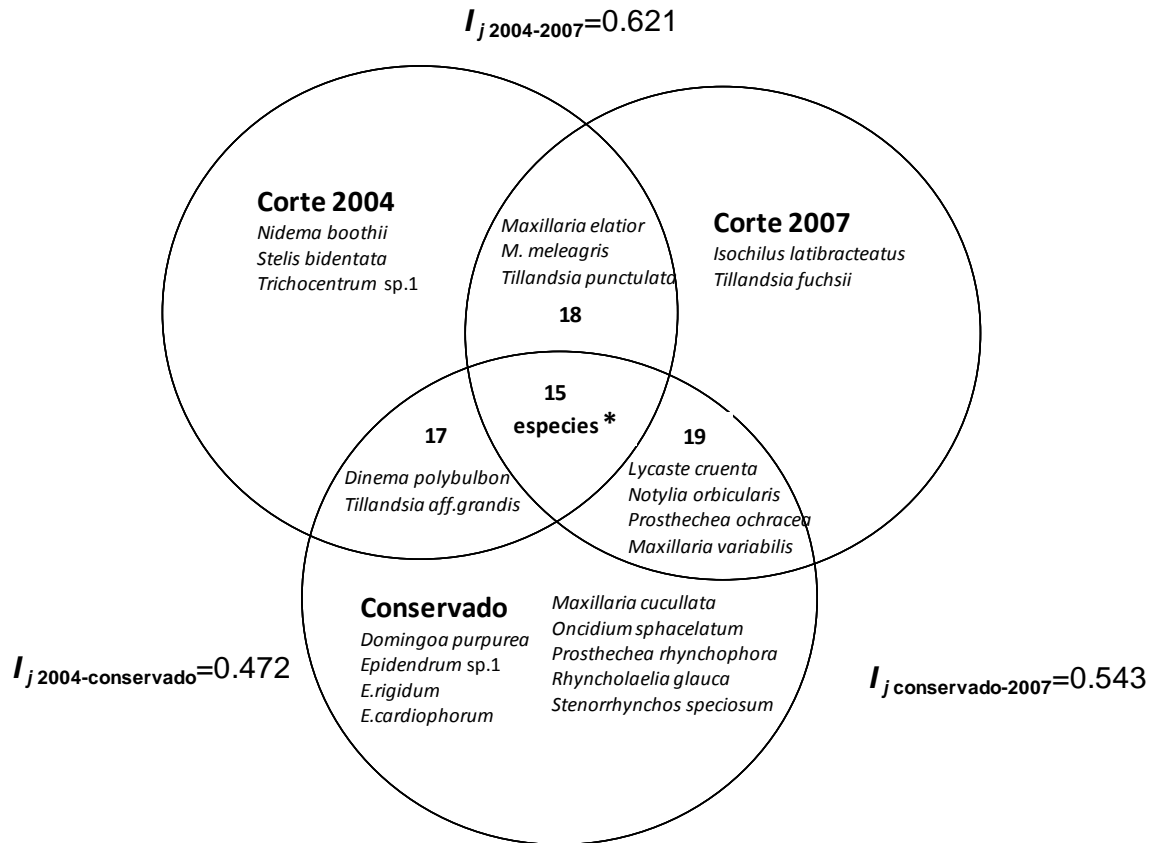 I j 2004-2007=0.621
Corte 2004
Nidema boothii
Stelis bidentata
Trichocentrum sp.1
Maxillaria elatior
M. meleagris
Tillandsia punctulata
18
Corte 2007
Isochilus latibracteatus
Tillandsia fuchsii
15
especies *
17
Dinema polybulbon
Tillandsia aff.grandis
19
Lycaste cruenta
Notylia orbicularis
Prosthechea ochracea
Maxillaria variabilis
Conservado
Domingoa purpurea
Epidendrum sp.1
E.rigidum
E.cardiophorum
Maxillaria cucullata
Oncidium sphacelatum
Prosthechea rhynchophora
Rhyncholaelia glauca
Stenorrhynchos speciosum
I j 2004-conservado=0.472
I j conservado-2007=0.543